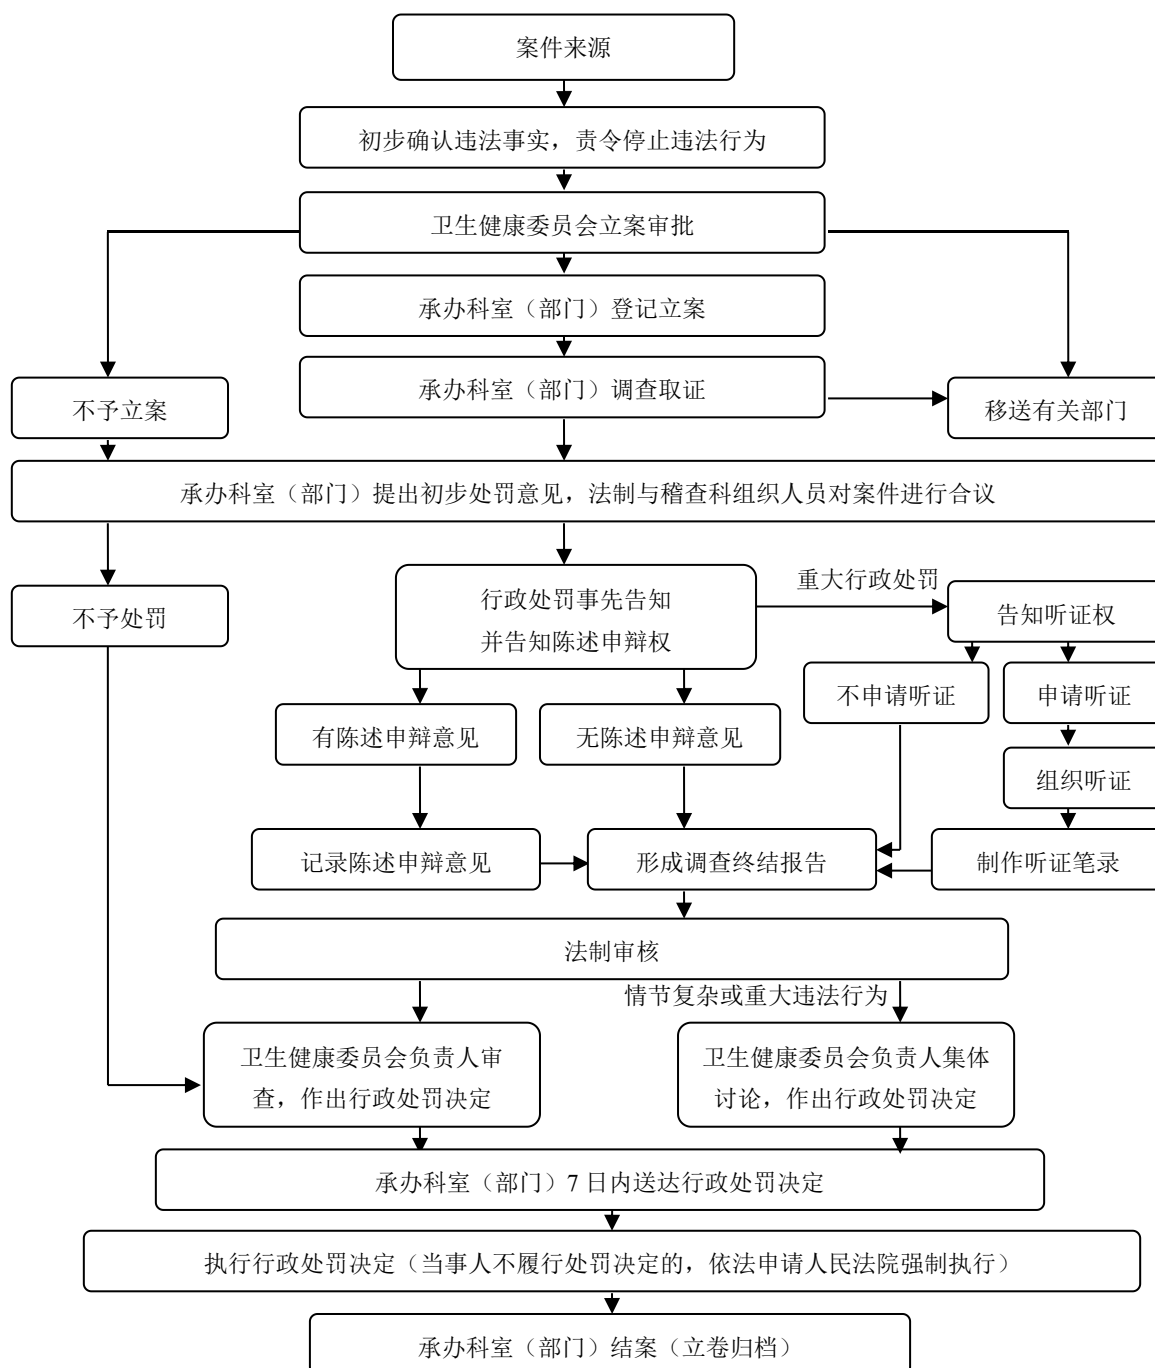 案件来源
初步确认违法事实，责令停止违法行为
卫生健康委员会立案审批
承办科室（部门）登记立案
承办科室（部门）调查取证
不予立案
移送有关部门
承办科室（部门）提出初步处罚意见，法制与稽查科组织人员对案件进行合议
不予处罚
行政处罚事先告知
并告知陈述申辩权
重大行政处罚
告知听证权
不申请听证
申请听证
有陈述申辩意见
无陈述申辩意见
组织听证
记录陈述申辩意见
形成调查终结报告
制作听证笔录
法制审核
情节复杂或重大违法行为
卫生健康委员会负责人审
查，作出行政处罚决定
卫生健康委员会负责人集体
讨论，作出行政处罚决定
承办科室（部门）7 日内送达行政处罚决定
执行行政处罚决定（当事人不履行处罚决定的，依法申请人民法院强制执行）
承办科室（部门）结案（立卷归档）